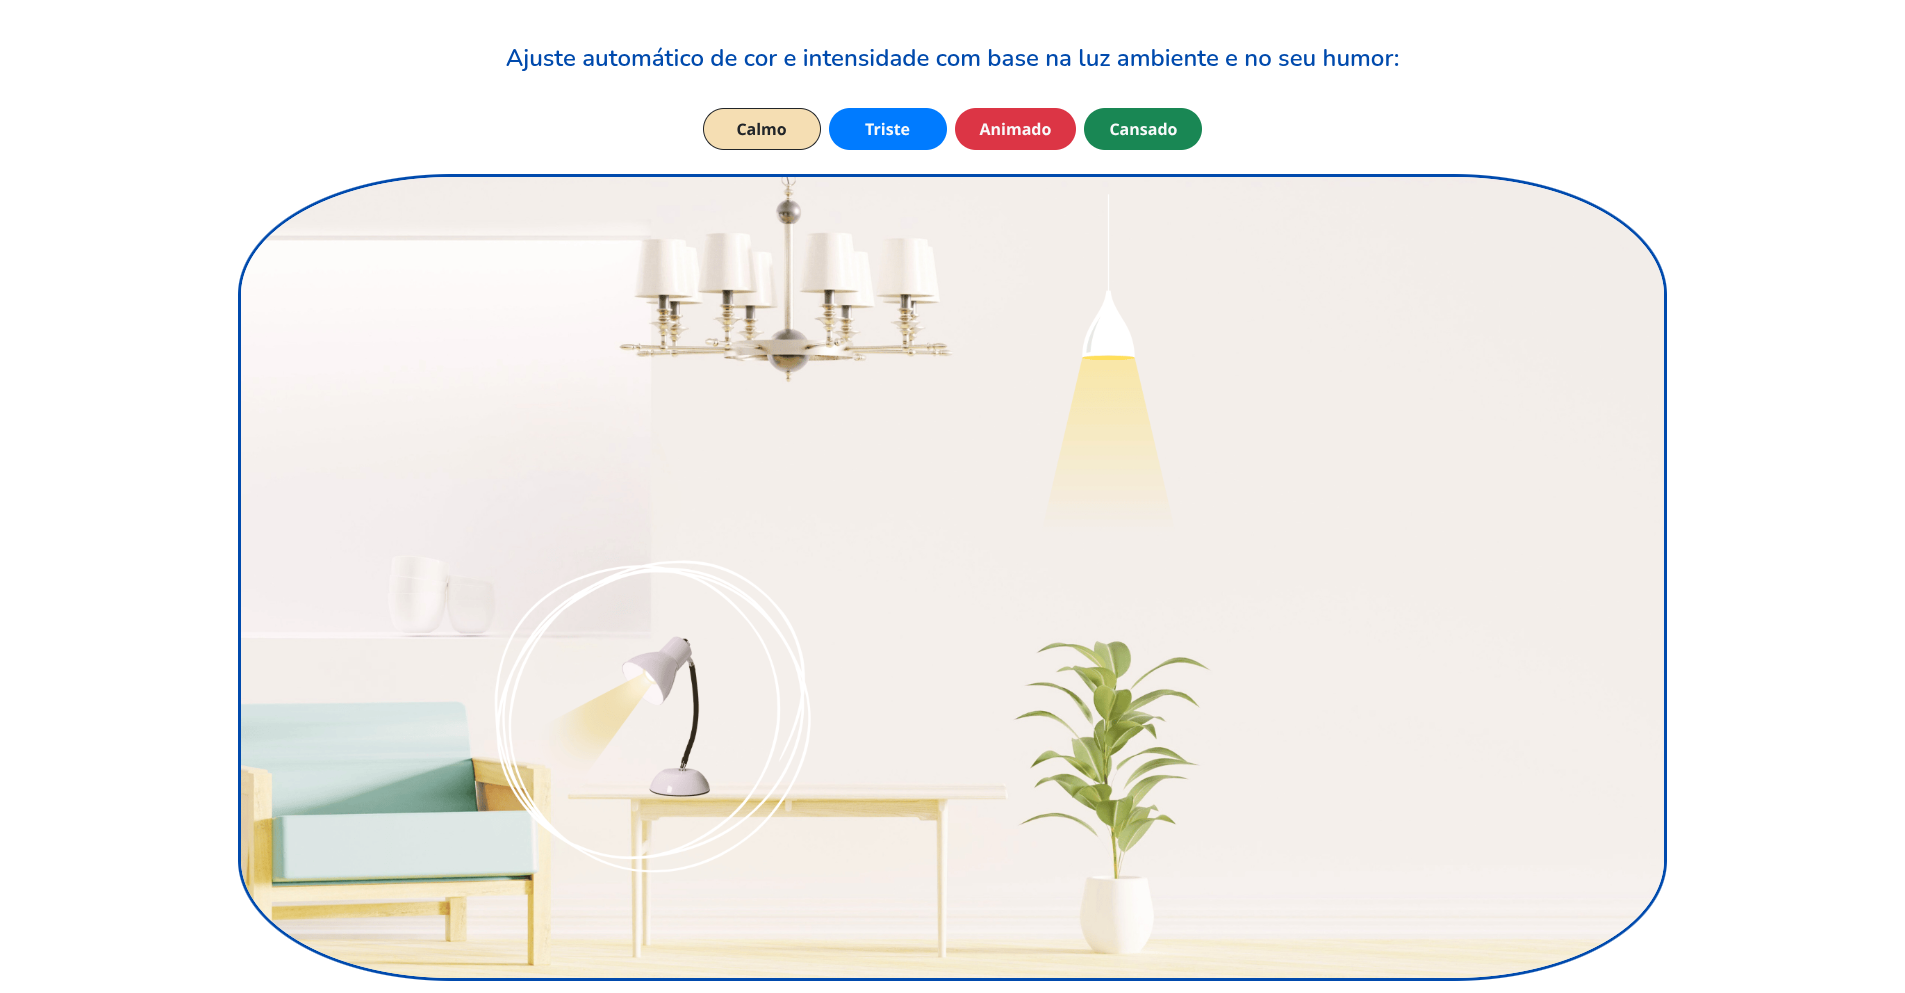 Ajuste automático de cor e intensidade com base na luz ambiente e no seu humor:
Calmo
Triste
Animado
Cansado